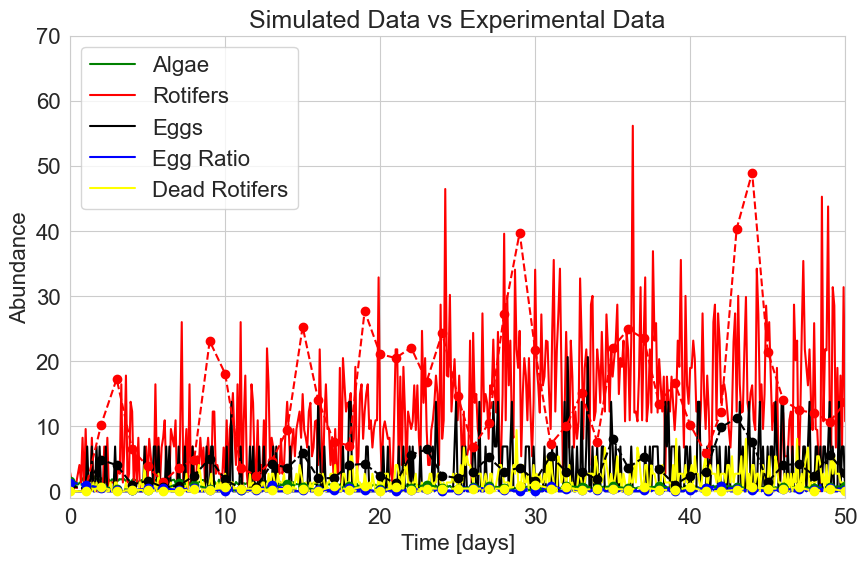 Simulated Data vs Experimental Data
70
60
50
40
30
20
10
0
Abundance
Algae
Rotifers
Eggs
Egg Ratio
Dead Rotifers
0 10 20 30 40 50
Time [days]